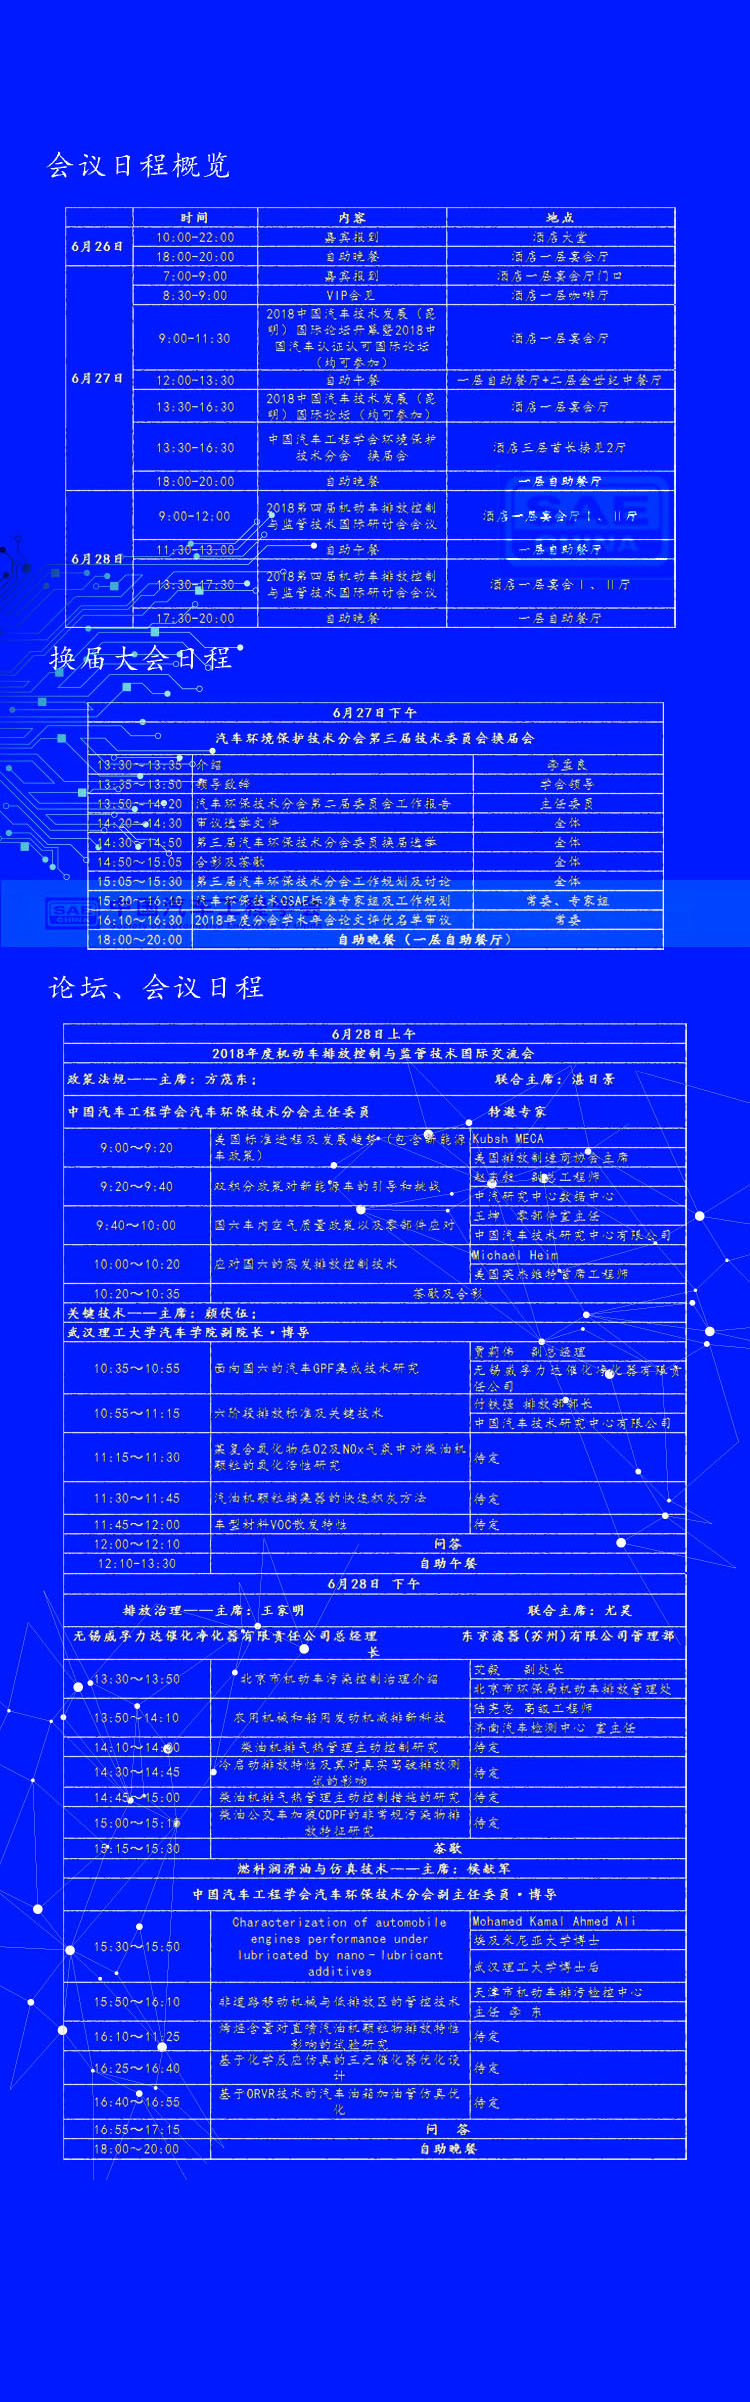 会议日程概览
时间 内容 地点
6月26日
10:00-22:00 嘉宾报到 酒店大堂
18:00-20:00 自助晚餐 酒店一层宴会厅
6月27日
7:00-9:00 嘉宾报到 酒店一层宴会厅门口
8:30-9:00 VIP会见 酒店一层咖啡厅
9:00-11:30
2018中国汽车技术发展（昆
明）国际论坛开幕暨2018中
国汽车认证认可国际论坛
（均可参加）
酒店一层宴会厅
12:00-13:30 自助午餐 一层自助餐厅+二层金世纪中餐厅
13:30-16:30
2018中国汽车技术发展（昆
明）国际论坛（均可参加）
酒店一层宴会厅
13:30-16:30
中国汽车工程学会环境保护
技术分会 换届会
酒店三层首长接见2厅
18:00-20:00 自助晚餐 一层自助餐厅
6月28日
9:00-12:00
2018第四届机动车排放控制
与监管技术国际研讨会会议
酒店一层宴会厅Ⅰ、Ⅱ厅
11:30-13:00 自助午餐 一层自助餐厅
13:30-17:30
2018第四届机动车排放控制
与监管技术国际研讨会会议
酒店一层宴会Ⅰ、Ⅱ厅
17:30-20:00 自助晚餐 一层自助餐厅
SAE
CHINA
换届大会日程
6月27日下午
汽车环境保护技术分会第三届技术委员会换届会
13:30～13:35 介绍 李孟良
13:35～13:50 领导致辞 学会领导
13:50～14:20 汽车环保技术分会第二届委员会工作报告 主任委员
14:20～14:30 审议选举文件 全体
14:30～14:50 第三届汽车环保技术分会委员换届选举 全体
14:50～15:05 合影及茶歇 全体
15:05～15:30 第三届汽车环保技术分会工作规划及讨论 全体
15:30～16:10 汽车环保技术CSAE标准专家组及工作规划 常委、专家组
16:10～16:30 2018年度分会学术年会论文评优名单审议 常委
18:00～20:00 自助晚餐（一层自助餐厅）
SAE
CHINA
论坛、会议日程
6月28日上午
2018年度机动车排放控制与监管技术国际交流会
政策法规——主席：方茂东； 联合主席：湛日景
中国汽车工程学会汽车环保技术分会主任委员 特邀专家
9:00～9:20
美国标准进程及发展趋势（包含新能源
车政策）
Kubsh MECA
美国排放制造商协会主席
9:20～9:40 双积分政策对新能源车的引导和挑战
副总工程师
中汽研究中心数据中心
9:40～10:00 国六车内空气质量政策以及零部件应对
王坤 零部件室主任
中国汽车技术研究中心有限公司
10:00～10:20 应对国六的蒸发排放控制技术
Michael Heim
美国英杰维特首席工程师
10:20～10:35 茶歇及合影
关键技术——主席：颜伏伍；
武汉理工大学汽车学院副院长·博导
10:35～10:55 面向国六的汽车GPF集成技术研究
贾莉伟 副总经理
无锡威孚力达催化净化器有限责
任公司
10:55～11:15 六阶段排放标准及关键技术
付铁强 排放部部长
中国汽车技术研究中心有限公司
11:15～11:30
某复合氧化物在O2及NOx气氛中对柴油机
颗粒的氧化活性研究
待定
11:30～11:45 汽油机颗粒捕集器的快速积灰方法 待定
11:45～12:00 车型材料VOC散发特性 待定
12:00～12:10 问答
12:10-13:30 自助午餐
6月28日 下午
排放治理——主席：王家明 联合主席：尤昊
无锡威孚力达催化净化器有限责任公司总经理 东京滤器(苏州)有限公司管理部
长
13:30～13:50 北京市机动车污染控制治理介绍
艾毅 副处长
北京市环保局机动车排放管理处
13:50～14:10 农用机械和船用发动机减排新科技
陆宪忠 高级工程师
济南汽车检测中心 室主任
14:10～14:30 柴油机排气热管理主动控制研究 待定
14:30～14:45
冷启动排放特性及其对真实驾驶排放测
试的影响
待定
14:45～15:00 柴油机排气热管理主动控制措施的研究 待定
15:00～15:15
柴油公交车加装CDPF的非常规污染物排
放特征研究
待定
15:15～15:30 茶歇
燃料润滑油与仿真技术——主席：候献军
中国汽车工程学会汽车环保技术分会副主任委员·博导
15:30～15:50
Characterization of automobile
engines performance under
lubricated by nano-lubricant
additives
Mohamed Kamal Ahmed Ali
埃及米尼亚大学博士
武汉理工大学博士后
15:50～16:10 非道路移动机械与低排放区的管控技术
天津市机动车排污检控中心
主任 李 东
16:10～11:25
烯烃含量对直喷汽油机颗粒物排放特性
影响的试验研究
待定
16:25～16:40
基于化学反应仿真的三元催化器优化设
计
待定
16:40～16:55
基于ORVR技术的汽车油箱加油管仿真优
化
待定
16:55～17:15 问 答
18:00～20:00 自助晚餐